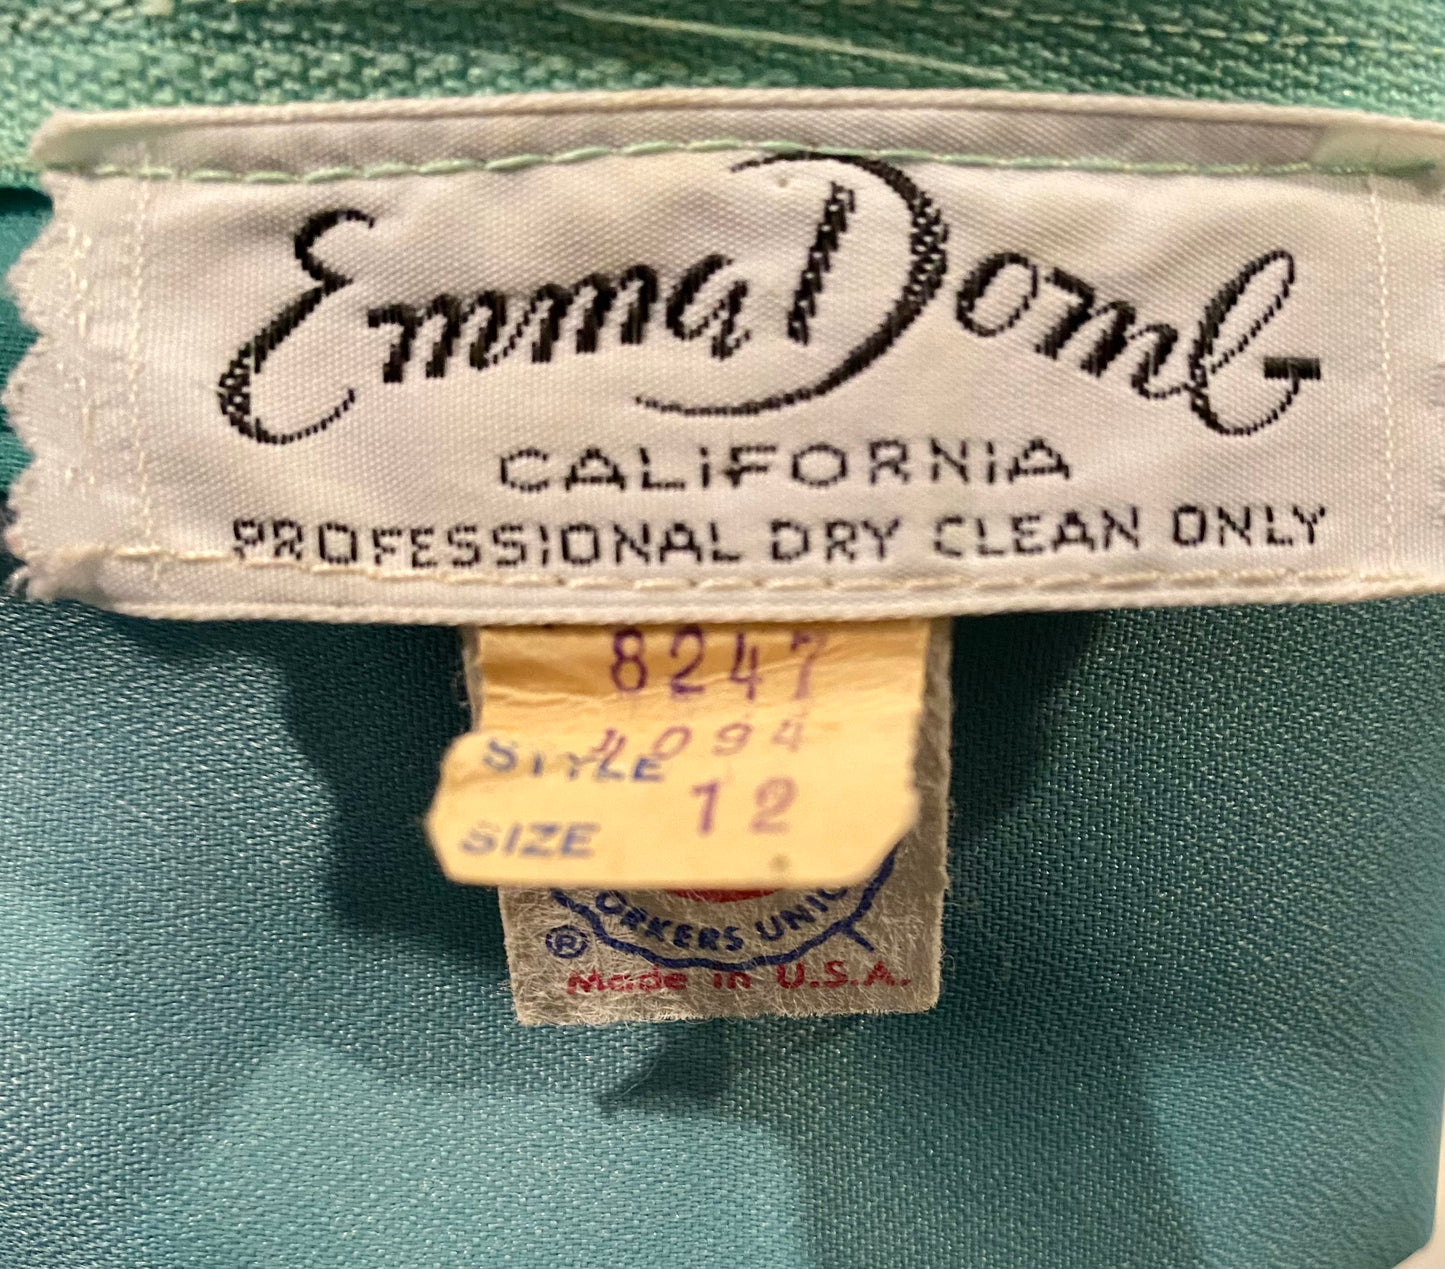 Emma Domb
CALIFORNIA
PROFESSIONAL DRY CLEAN ONLY
8247
STYLE 4094
SIZE 12
ORKERS UNIO
®
Made in U.S.A.